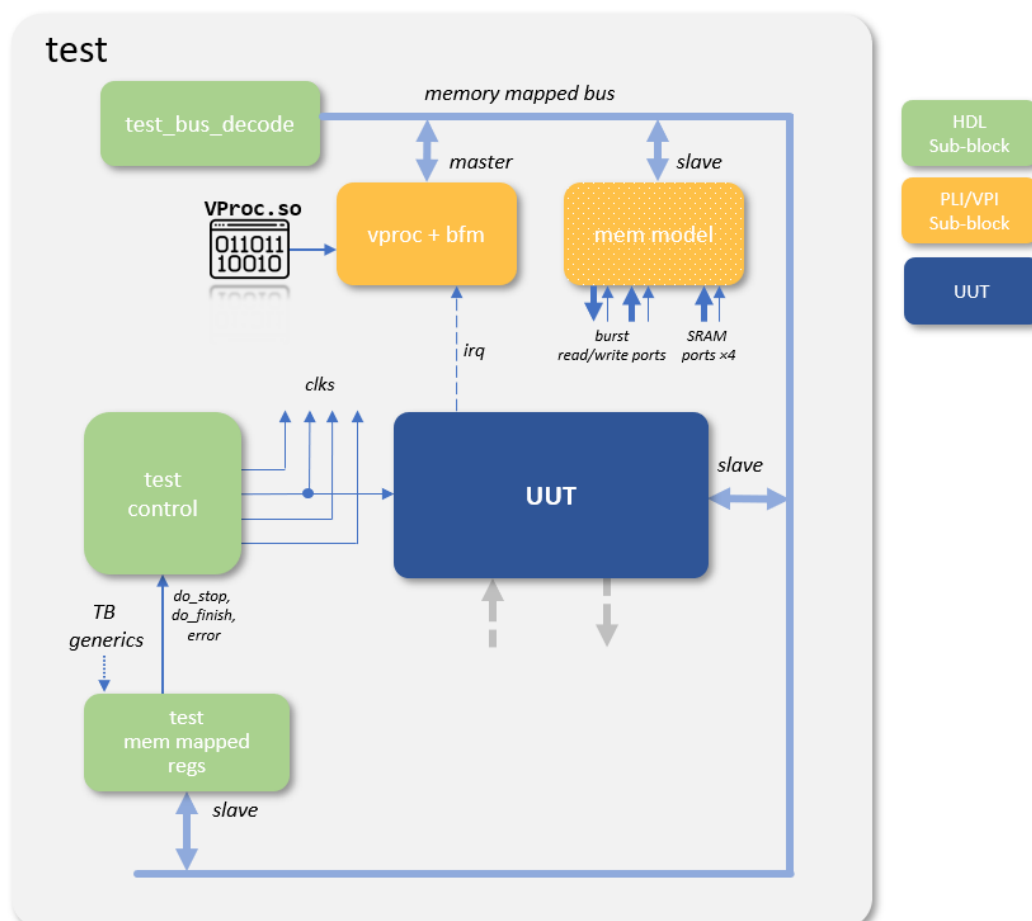 test
memory mapped bus
test_bus_decode
HDL
Sub-block
master
slave
PLI/VPI
Sub-block
VProc.so
011011
10010
vproc + bfm
mem model
UUT
burst
read/write ports
SRAM
ports ×4
irq
clks
test
control
UUT
slave
do_stop,
do_finish,
error
TB
generics
test
mem mapped
regs
slave